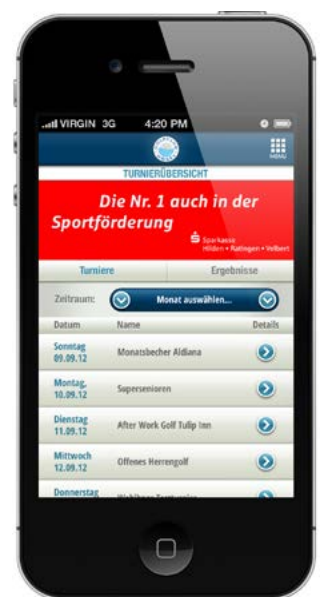 VIRGIN 3G 4:20 PM
MENU
TURNIERÜBERSICHT
Die Nr. 1 auch in der
Sportförderung
Sparkasse
Hilden • Ratingen • Velbert
Turniere Ergebnisse
Zeitraum: Monat auswählen...
Datum Name Details
Sonntag
09.09.12 Monatsbecher Aldiana
Montag,
10.09.12 Supersenioren
Dienstag
11.09.12 After Work Golf Tulip Inn
Mittwoch
12.09.12 Offenes Herrengolf
Donnerstag